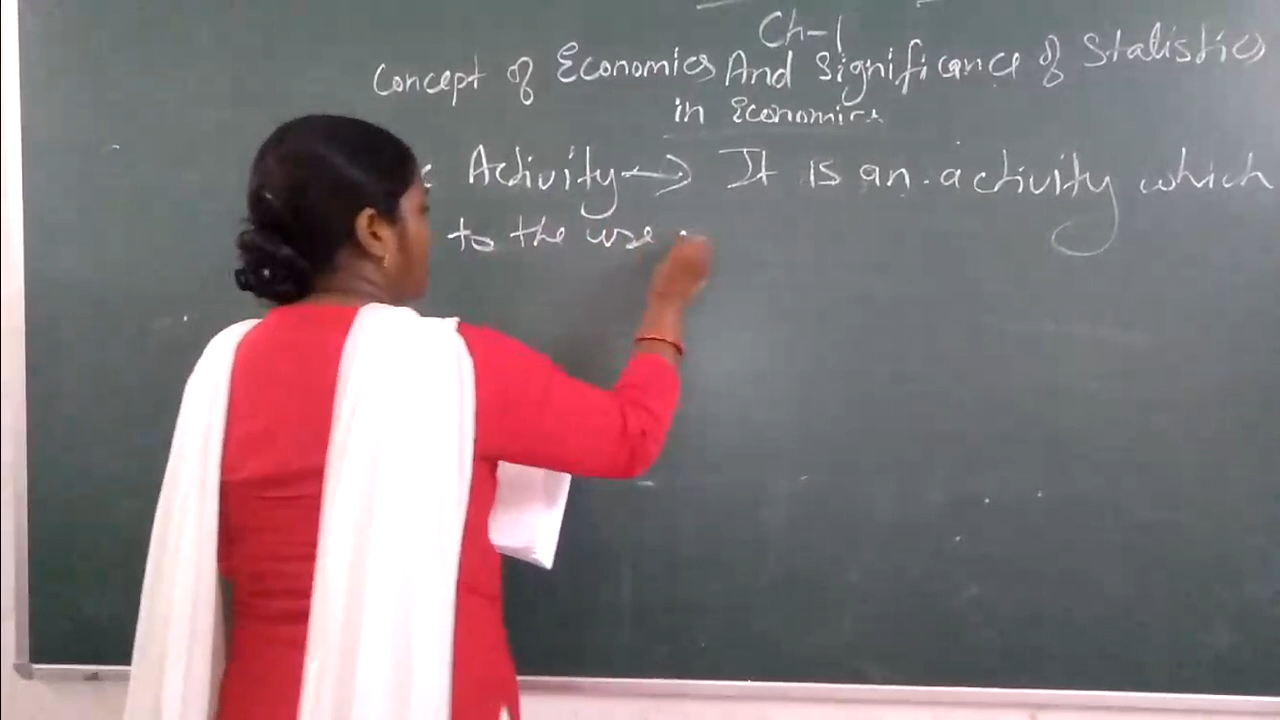 Ch-1
Concept of Economics And Significance of Statistics
in Economics
Activity → It is an activity which
to the use